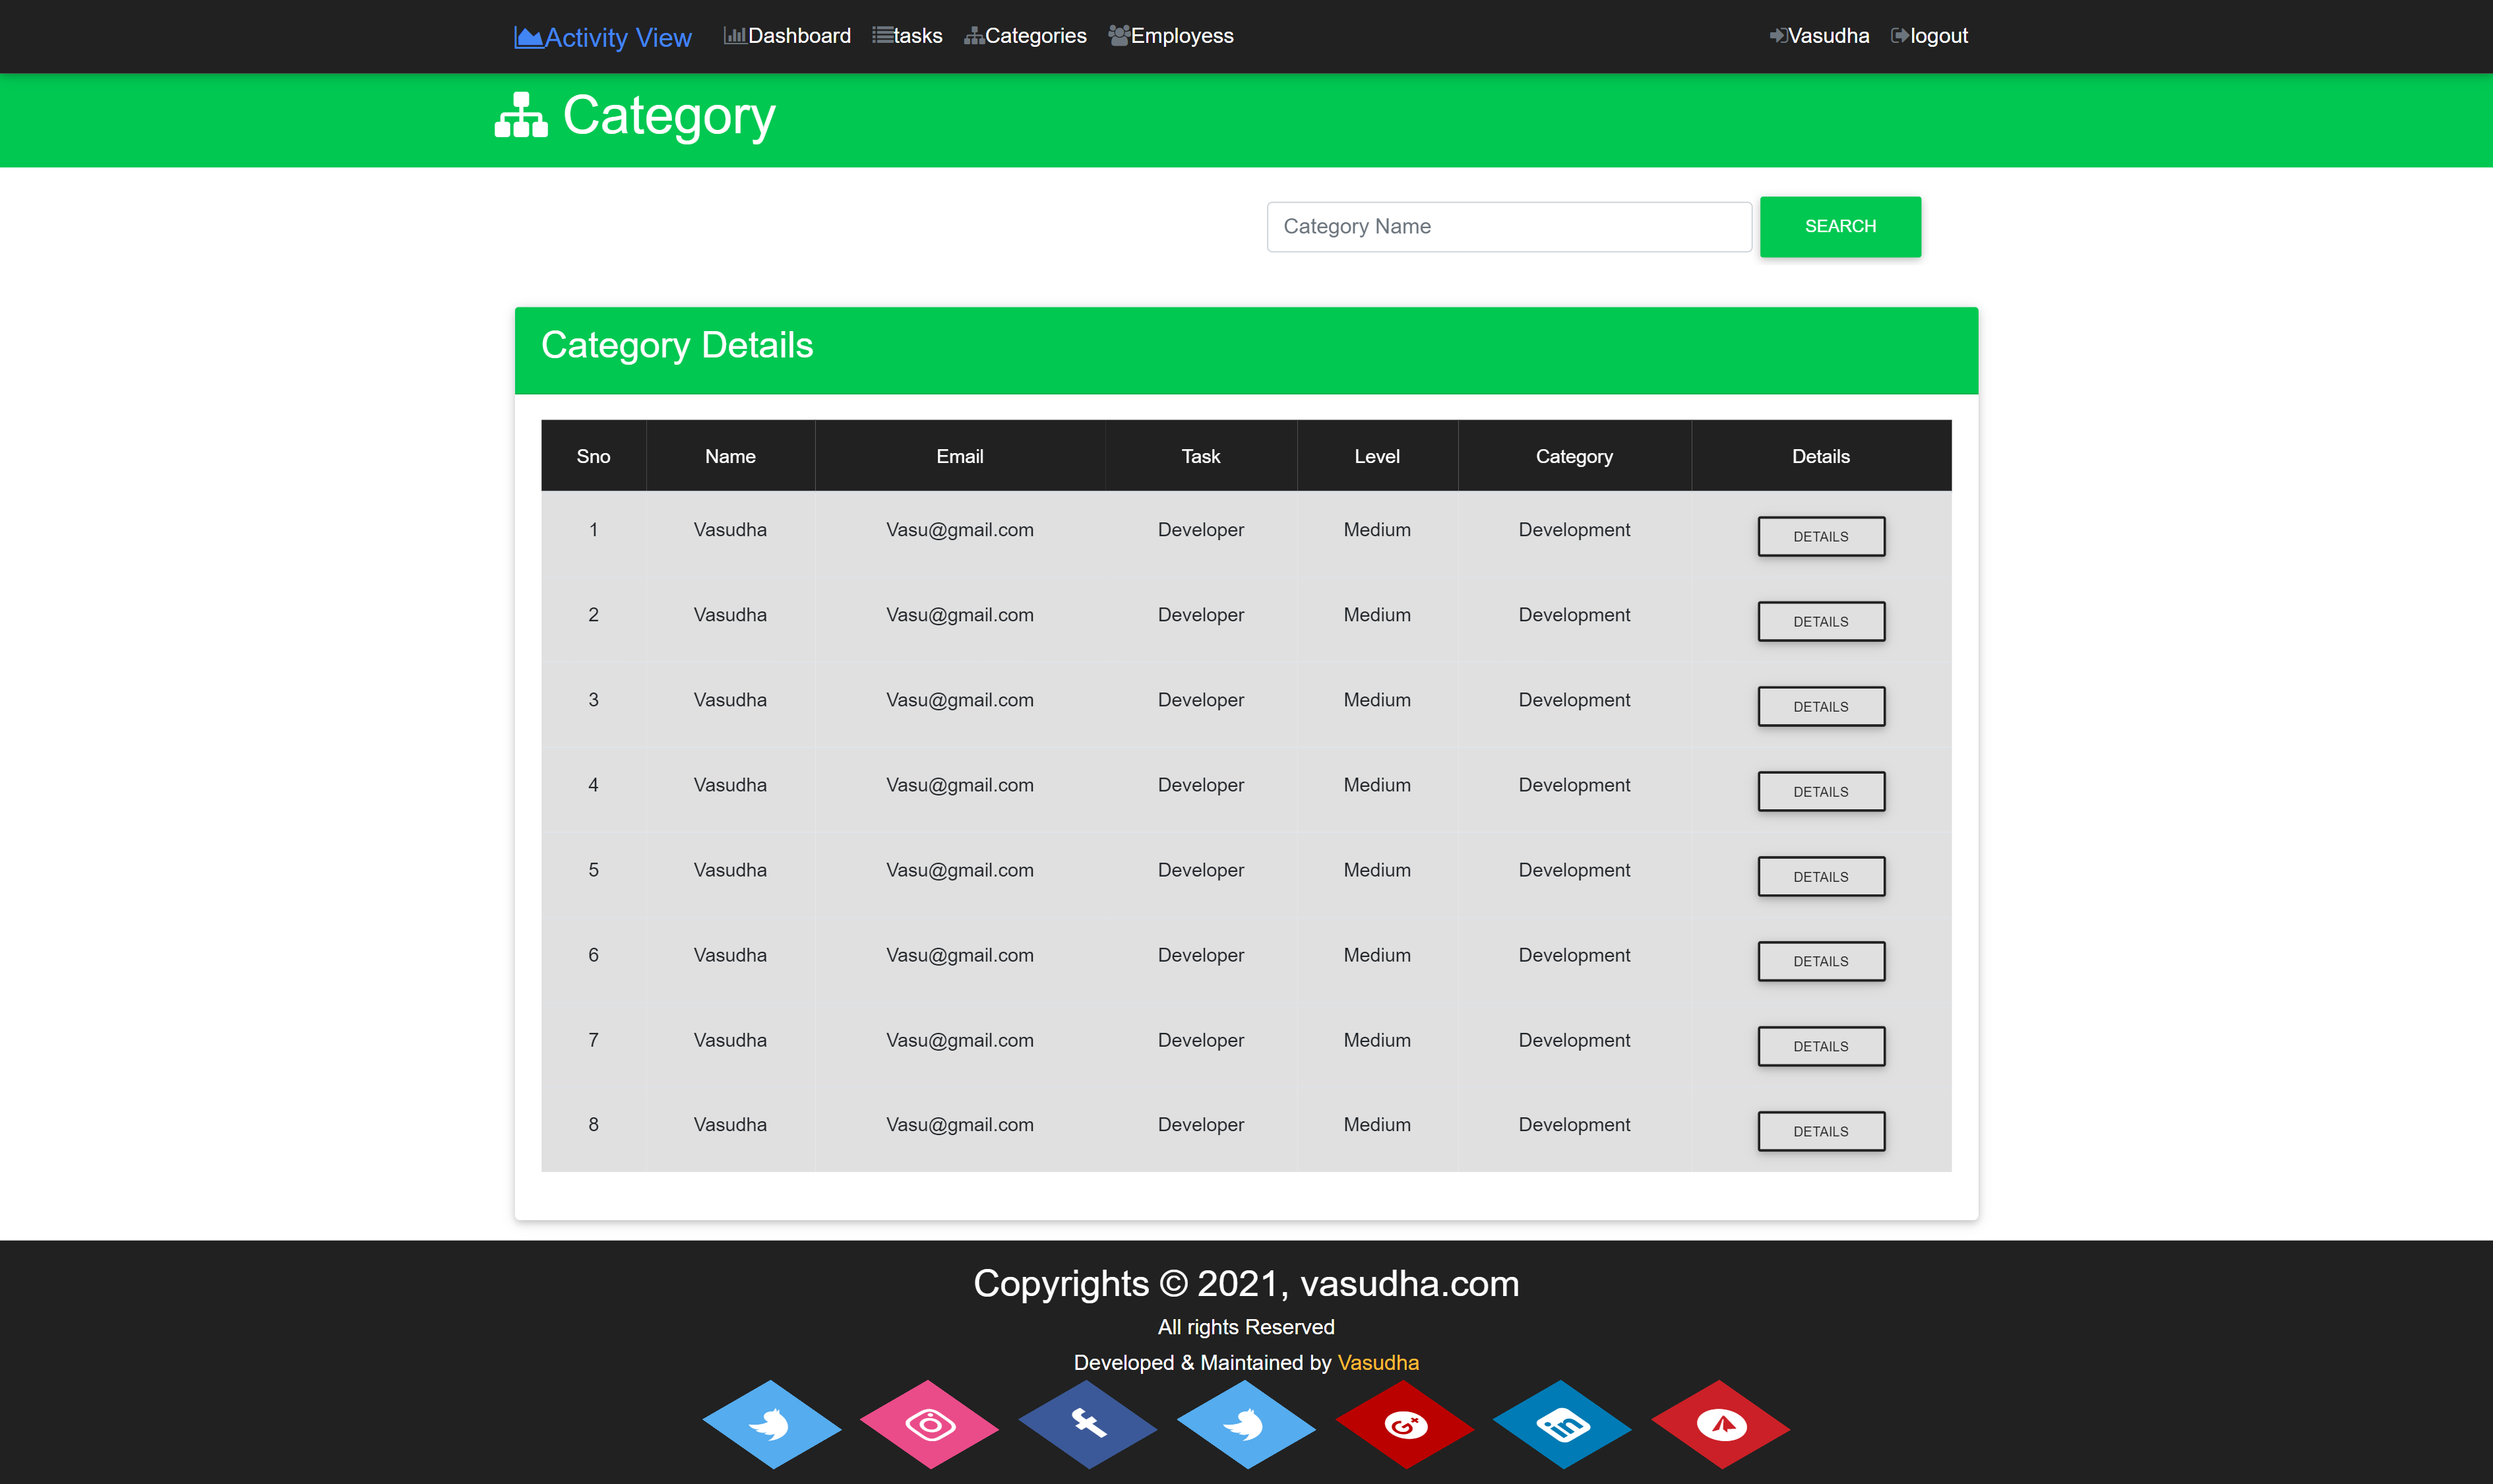 Activity View Dashboard tasks Categories Employess Vasudha logout
Category
Category Name SEARCH
Category Details
Sno Name Email Task Level Category Details
1 Vasudha Vasu@gmail.com Developer Medium Development DETAILS
2 Vasudha Vasu@gmail.com Developer Medium Development DETAILS
3 Vasudha Vasu@gmail.com Developer Medium Development DETAILS
4 Vasudha Vasu@gmail.com Developer Medium Development DETAILS
5 Vasudha Vasu@gmail.com Developer Medium Development DETAILS
6 Vasudha Vasu@gmail.com Developer Medium Development DETAILS
7 Vasudha Vasu@gmail.com Developer Medium Development DETAILS
8 Vasudha Vasu@gmail.com Developer Medium Development DETAILS
Copyrights © 2021, vasudha.com
All rights Reserved
Developed & Maintained by Vasudha